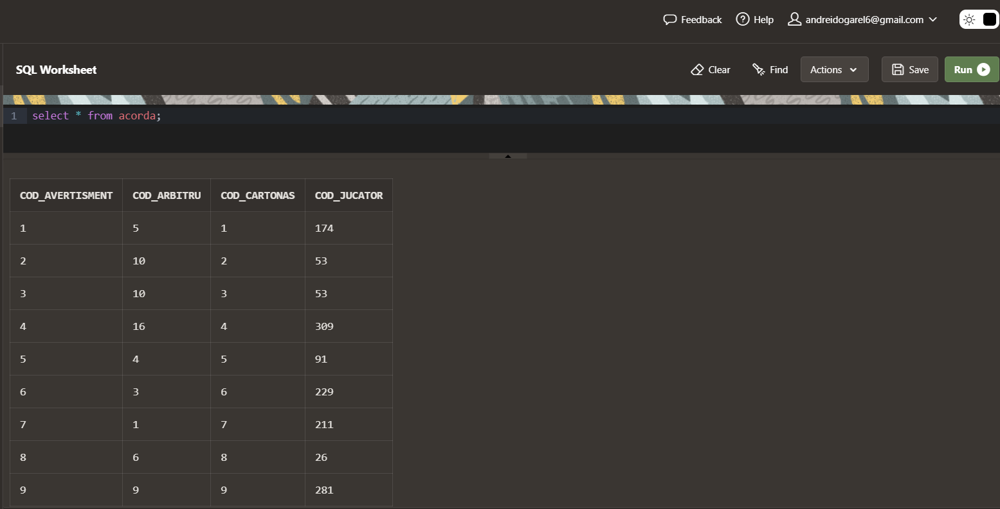 Feedback Help andreidogarel6@gmail.com
SQL Worksheet Clear Find Actions Save Run
1 select * from acorda;
COD_AVERTISMENT COD_ARBITRU COD_CARTONAS COD_JUCATOR
1 5 1 174
2 10 2 53
3 10 3 53
4 16 4 309
5 4 5 91
6 3 6 229
7 1 7 211
8 6 8 26
9 9 9 281